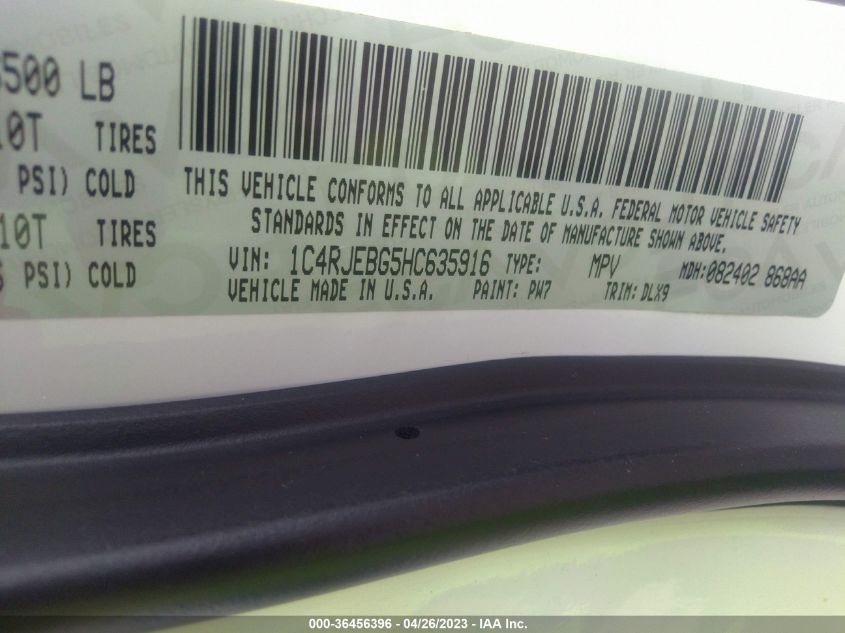 500 LB
10T TIRES
PSI) COLD
10T TIRES
PSI) COLD
THIS VEHICLE CONFORMS TO ALL APPLICABLE U.S.A. FEDERAL MOTOR VEHICLE SAFETY
STANDARDS IN EFFECT ON THE DATE OF MANUFACTURE SHOWN ABOVE.
VIN: 1C4RJEBG5HC635916 TYPE: MPV MDH:082402 868AA
VEHICLE MADE IN U.S.A. PAINT: PW7 TRIM: DLX9
000-36456396 - 04/26/2023 - IAA Inc.